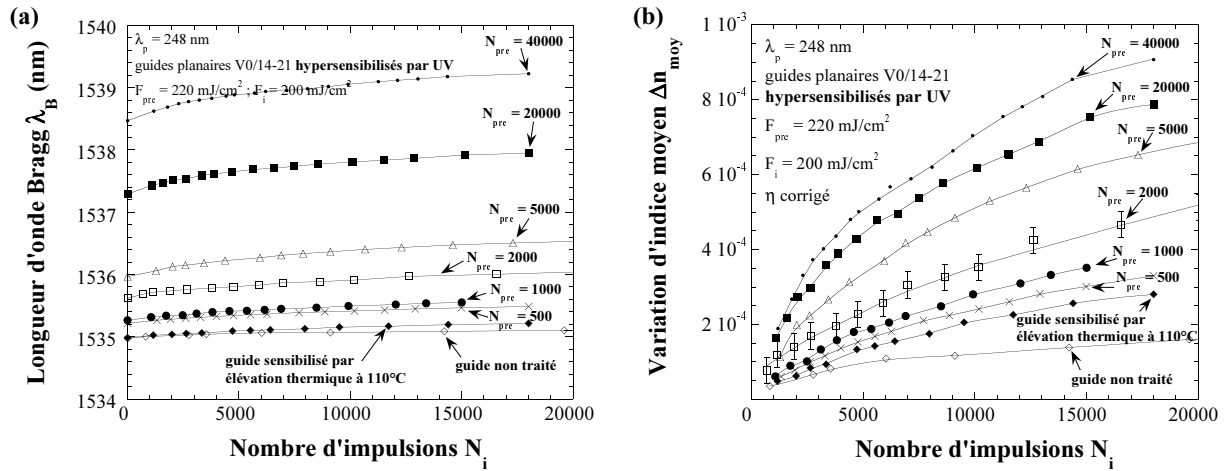 (a)
Longueur d'onde Bragg λB (nm)
1540
1539
1538
1537
1536
1535
1534
λp = 248 nm
guides planaires V0/14-21 hypersensibilisés par UV
Fpre = 220 mJ/cm² ; Fi = 200 mJ/cm²
Npre = 40000
Npre = 20000
Npre = 5000
Npre = 2000
Npre = 1000
Npre = 500
guide sensibilisé par
élévation thermique à 110°C
guide non traité
0 5000 10000 15000 20000
Nombre d'impulsions Ni
(b)
Variation d'indice moyen Δnmoy
1 10⁻³
8 10⁻⁴
6 10⁻⁴
4 10⁻⁴
2 10⁻⁴
λp = 248 nm
guides planaires V0/14-21
hypersensibilisés par UV
Fpre = 220 mJ/cm²
Fi = 200 mJ/cm²
η corrigé
Npre = 40000
Npre = 20000
Npre = 5000
Npre = 2000
Npre = 1000
Npre = 500
guide sensibilisé par
élévation thermique à 110°C
guide non traité
0 5000 10000 15000 20000
Nombre d'impulsions Ni